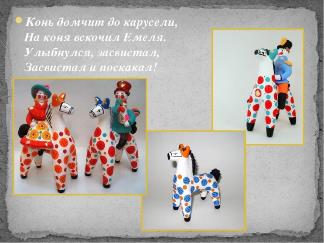 Конь домчит до карусели,
На коня вскочил Емеля.
Улыбнулся, засвистал,
Засвистал и поскакал!